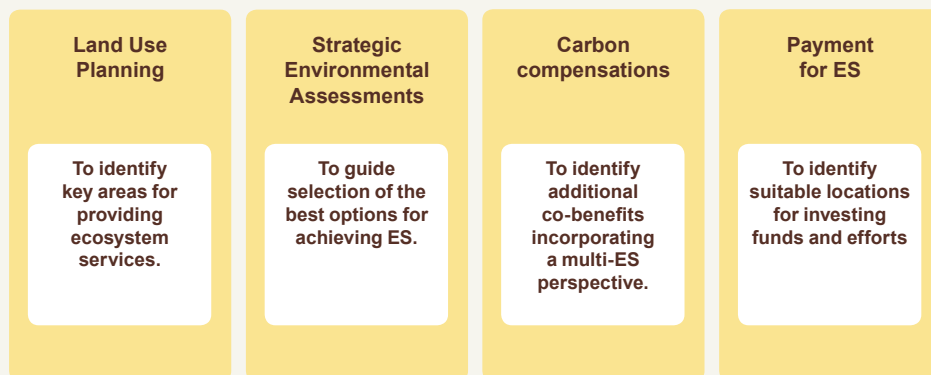 Land Use
Planning
To identify
key areas for
providing
ecosystem
services.
Strategic
Environmental
Assessments
To guide
selection of the
best options for
achieving ES.
Carbon
compensations
To identify
additional
co-benefits
incorporating
a multi-ES
perspective.
Payment
for ES
To identify
suitable locations
for investing
funds and efforts